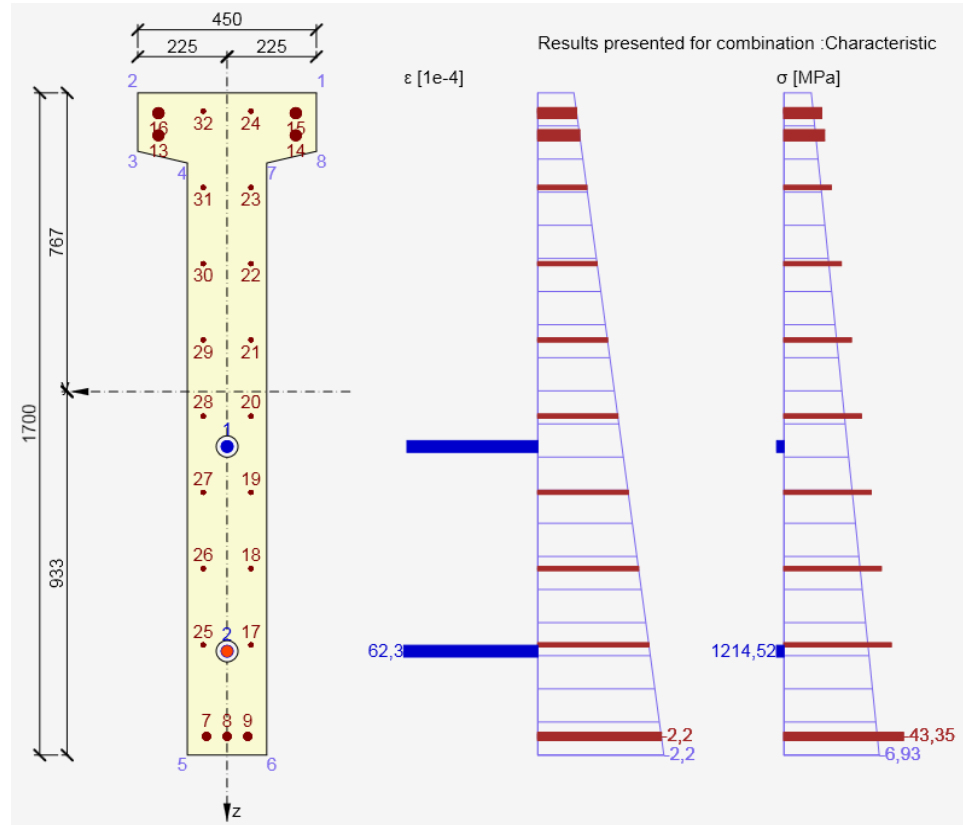 450
225 225
Results presented for combination :Characteristic
ε [1e-4] σ [MPa]
2 1
16 32 24 15
13 14
3 4 7 8
31 23
767
30 22
29 21
1700
28 1 20
27 19
933
26 18
25 2 17
62,3 1214,52
7 8 9
-2,2 -43,35
5 6 -2,2 -6,93
z